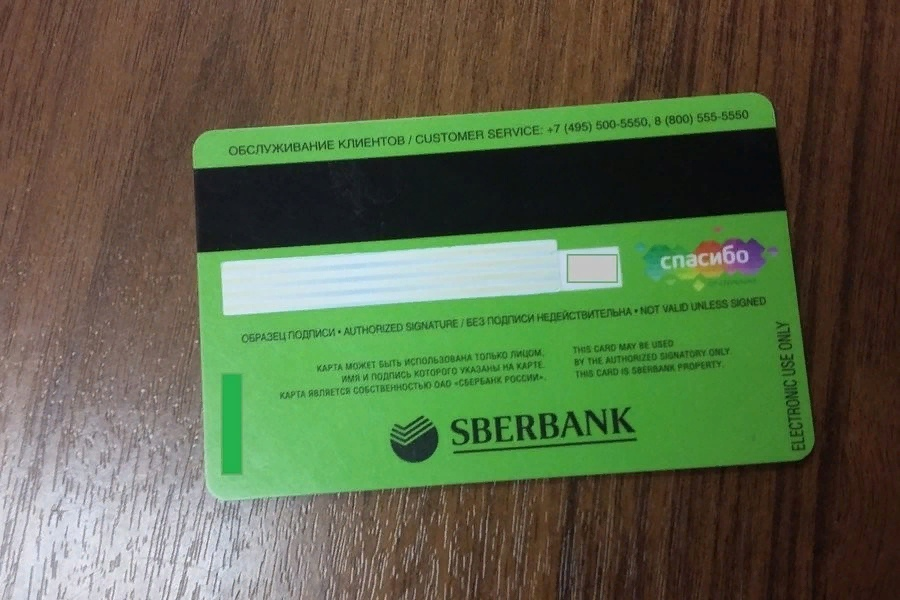 ОБСЛУЖИВАНИЕ КЛИЕНТОВ / CUSTOMER SERVICE: +7 (495) 500-5550, 8 (800) 555-5550
спасибо
ОБРАЗЕЦ ПОДПИСИ • AUTHORIZED SIGNATURE / БЕЗ ПОДПИСИ НЕДЕЙСТВИТЕЛЬНА • NOT VALID UNLESS SIGNED
КАРТА МОЖЕТ БЫТЬ ИСПОЛЬЗОВАНА ТОЛЬКО ЛИЦОМ,
ИМЯ И ПОДПИСЬ КОТОРОГО УКАЗАНЫ НА КАРТЕ.
КАРТА ЯВЛЯЕТСЯ СОБСТВЕННОСТЬЮ ОАО «СБЕРБАНК РОССИИ».
THIS CARD MAY BE USED
BY THE AUTHORIZED SIGNATORY ONLY.
THIS CARD IS SBERBANK PROPERTY.
ELECTRONIC USE ONLY
SBERBANK